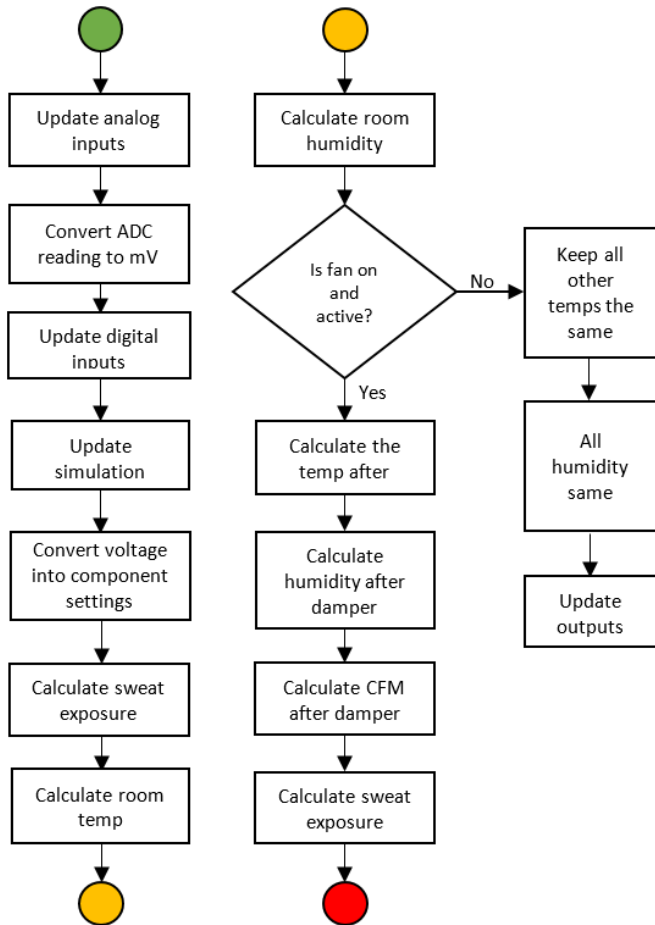 Update analog
inputs
Convert ADC
reading to mV
Update digital
inputs
Update
simulation
Convert voltage
into component
settings
Calculate sweat
exposure
Calculate room
temp
Calculate room
humidity
Is fan on
and
active?
No
Yes
Calculate the
temp after
Calculate
humidity after
damper
Calculate CFM
after damper
Calculate sweat
exposure
Keep all
other
temps the
same
All
humidity
same
Update
outputs